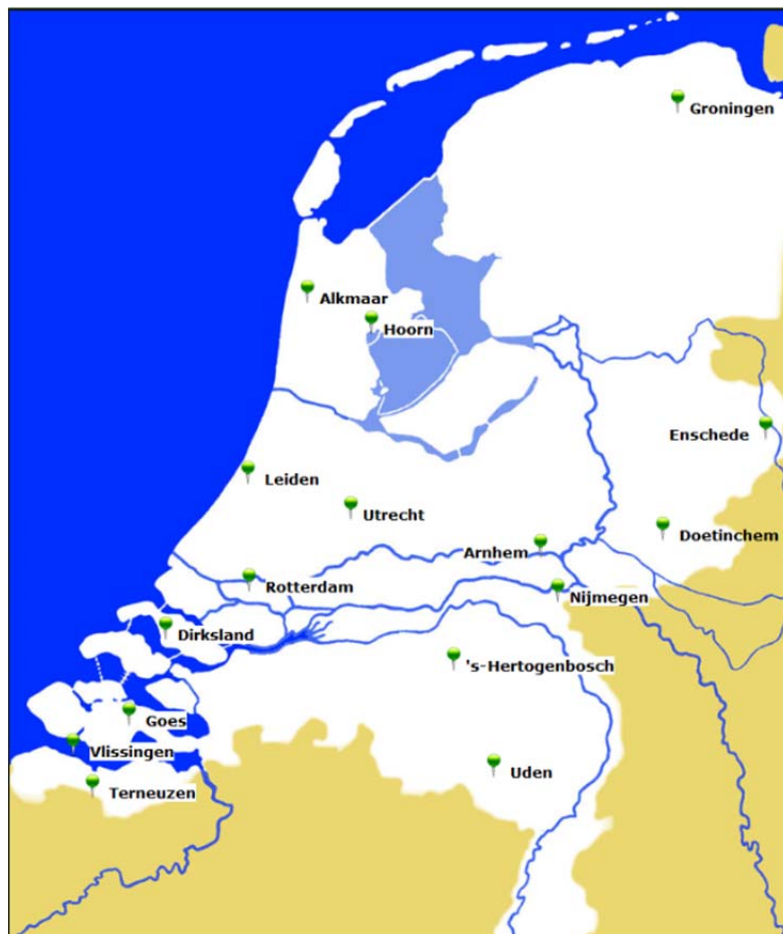 Groningen
Alkmaar
Hoorn
Enschede
Leiden
Utrecht
Doetinchem
Arnhem
Rotterdam
Nijmegen
Dirksland
's-Hertogenbosch
Goes
Vlissingen
Uden
Terneuzen